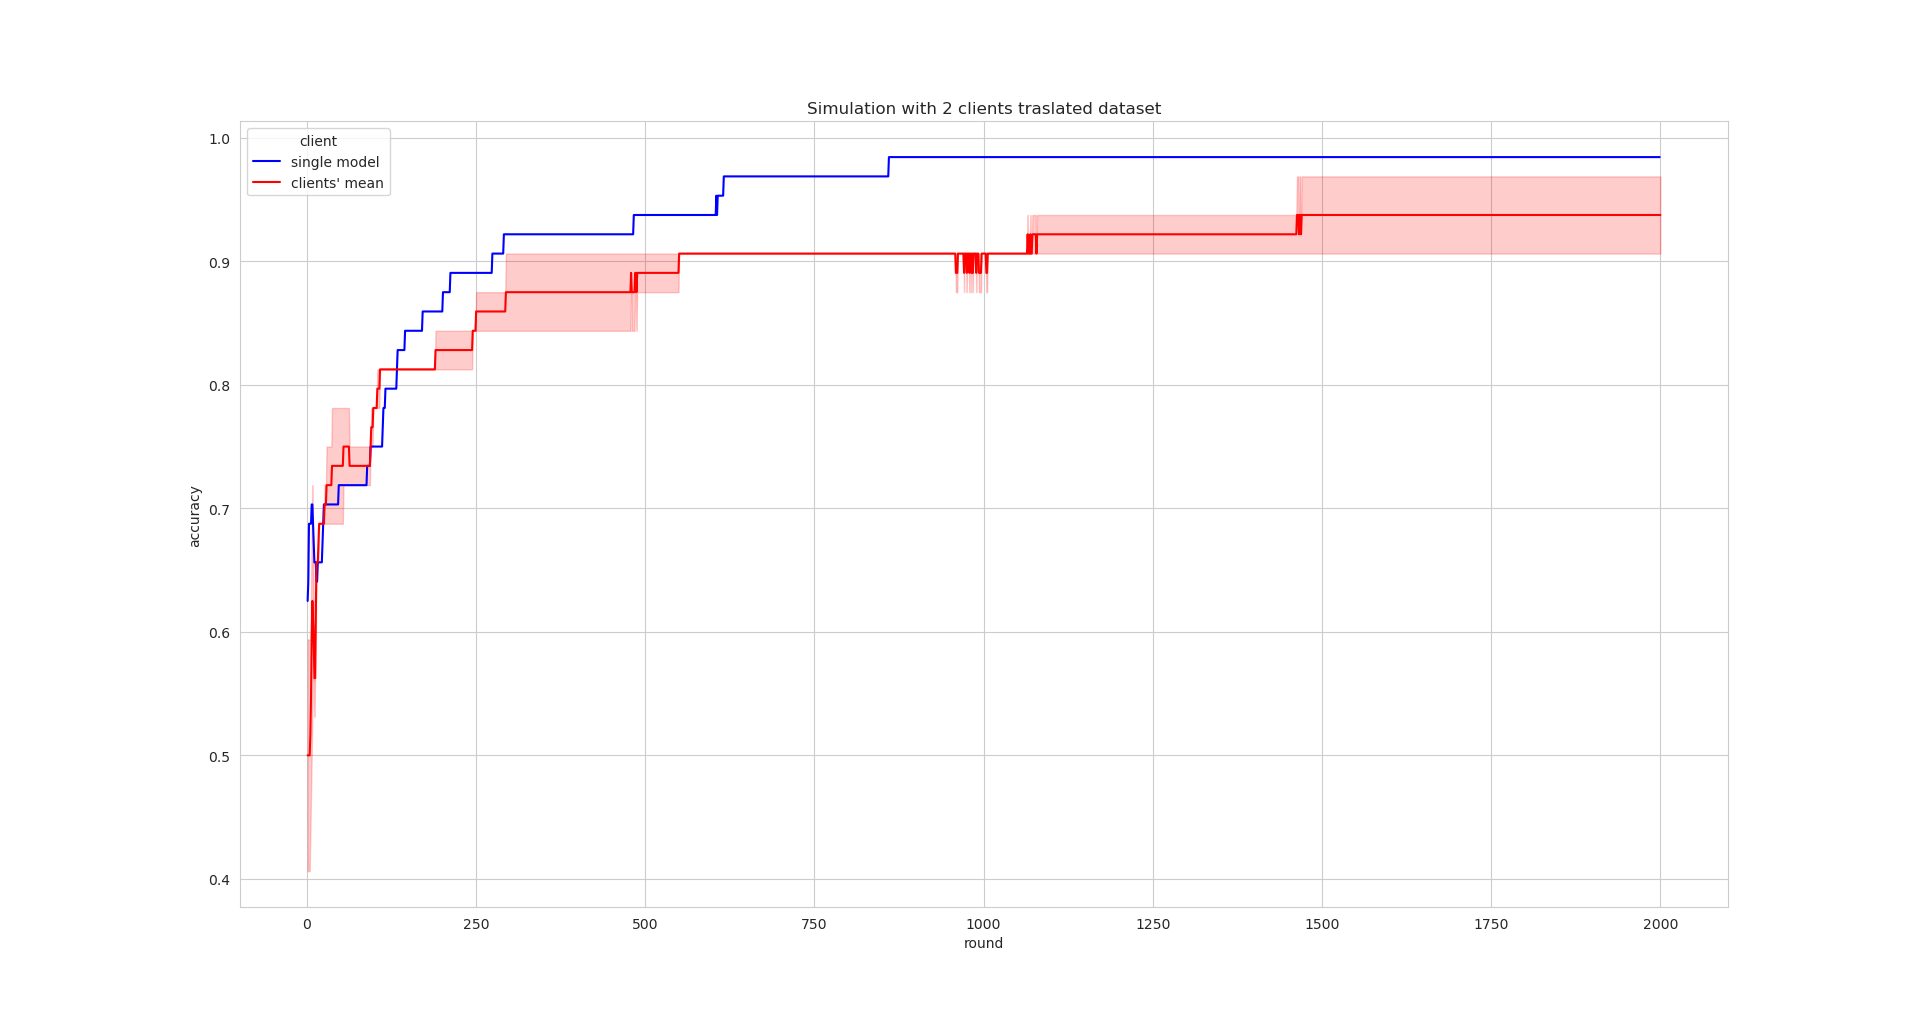 Simulation with 2 clients traslated dataset
client
single model
clients' mean
accuracy
1.0
0.9
0.8
0.7
0.6
0.5
0.4
0 250 500 750 1000 1250 1500 1750 2000
round